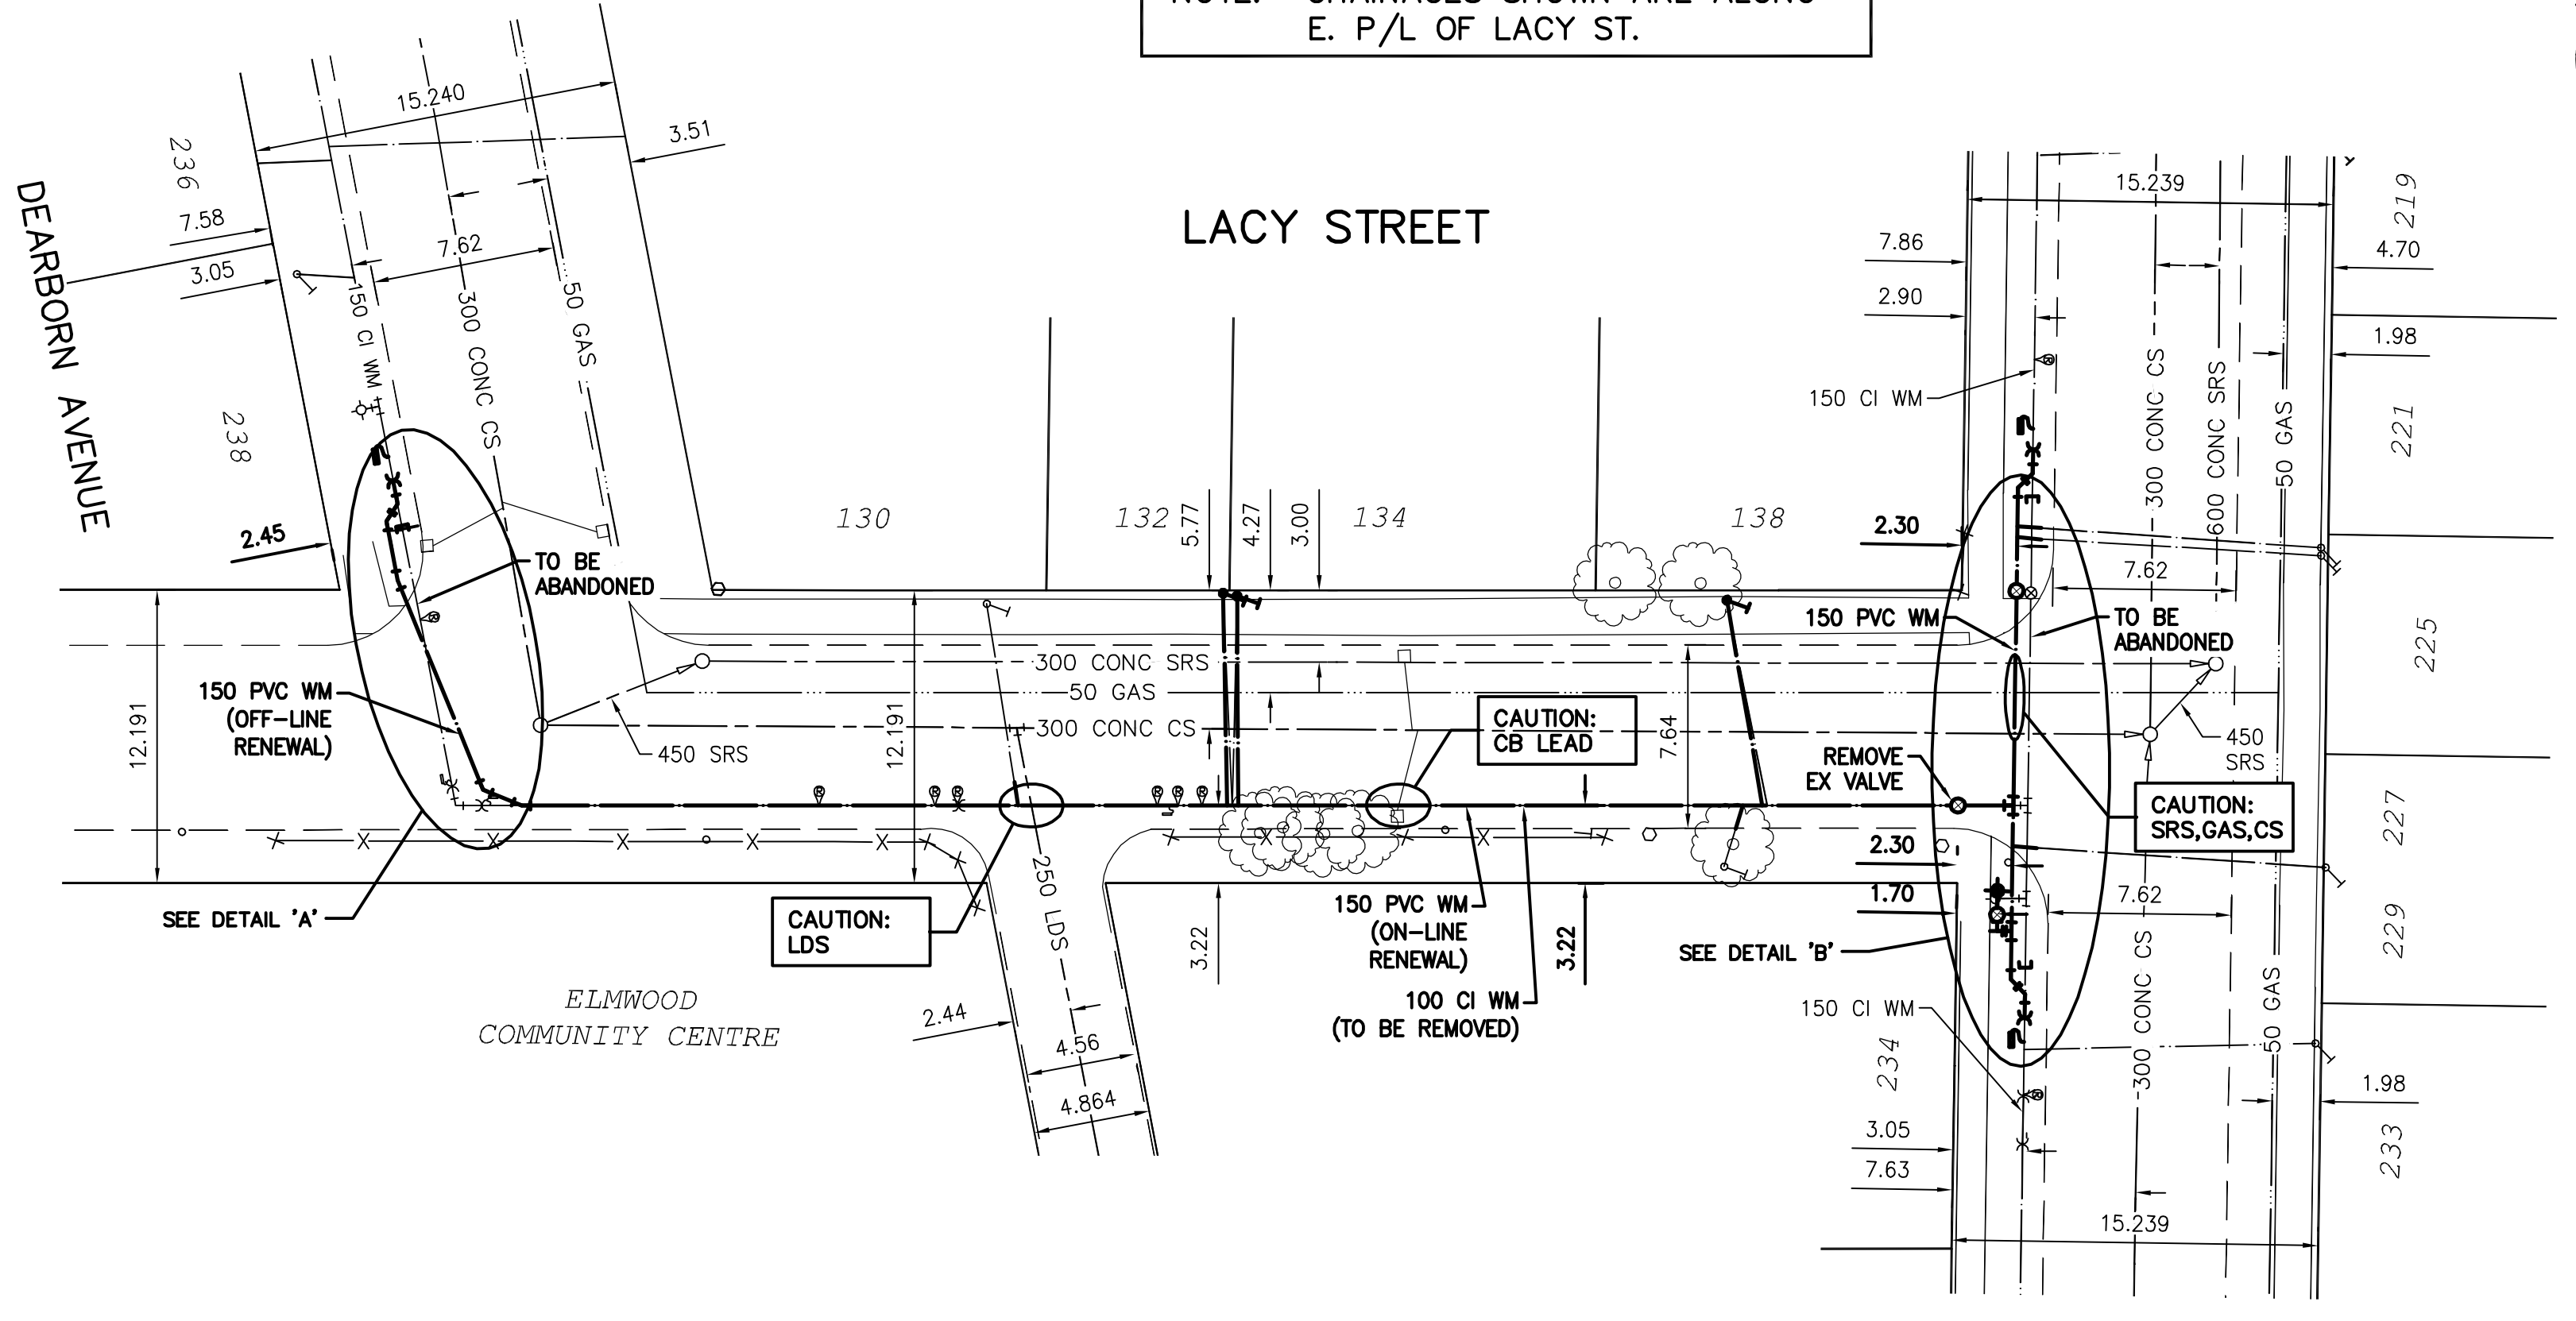 E. P/L OF LACY ST.
LACY STREET
DEARBORN AVENUE
236
238
15.240
3.51
7.58
3.05
7.62
150 CI WM
300 CONC CS
50 GAS
2.45
TO BE
ABANDONED
150 PVC WM
(OFF-LINE
RENEWAL)
12.191
12.191
450 SRS
SEE DETAIL 'A'
130
132
134
138
5.77
4.27
3.00
300 CONC SRS
50 GAS
300 CONC CS
CAUTION:
CB LEAD
7.64
CAUTION:
LDS
250 LDS
ELMWOOD
COMMUNITY CENTRE
2.44
4.56
4.864
3.22
150 PVC WM
(ON-LINE
RENEWAL)
100 CI WM
(TO BE REMOVED)
3.22
15.239
7.86
2.90
150 CI WM
300 CONC CS
600 CONC SRS
50 GAS
219
4.70
1.98
221
2.30
7.62
150 PVC WM
TO BE
ABANDONED
225
REMOVE
EX VALVE
450
SRS
CAUTION:
SRS,GAS,CS
227
2.30
1.70
7.62
229
SEE DETAIL 'B'
150 CI WM
300 CONC CS
50 GAS
234
1.98
233
3.05
7.63
15.239